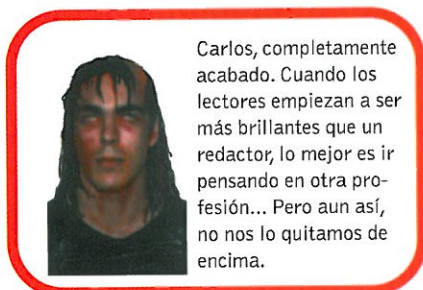 Carlos, completamente
acabado. Cuando los
lectores empiezan a ser
más brillantes que un
redactor, lo mejor es ir
pensando en otra pro-
fesión... Pero aun así,
no nos lo quitamos de
encima.